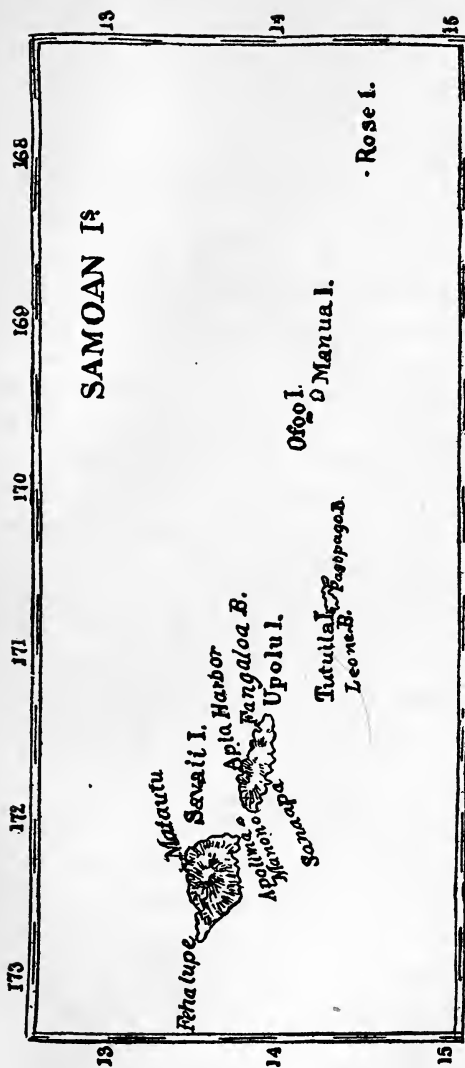 173
172
171
170
169
168
13
13
SAMOAN Is.
Matautu
Savaii I.
Apia Harbor
Fangaloa B.
Upolu I.
Apolima
Manono
Sanaapa
14
14
Ofoo I.
Manua I.
Tutuila I.
Pagopago B.
Leone B.
Rose I.
15
15